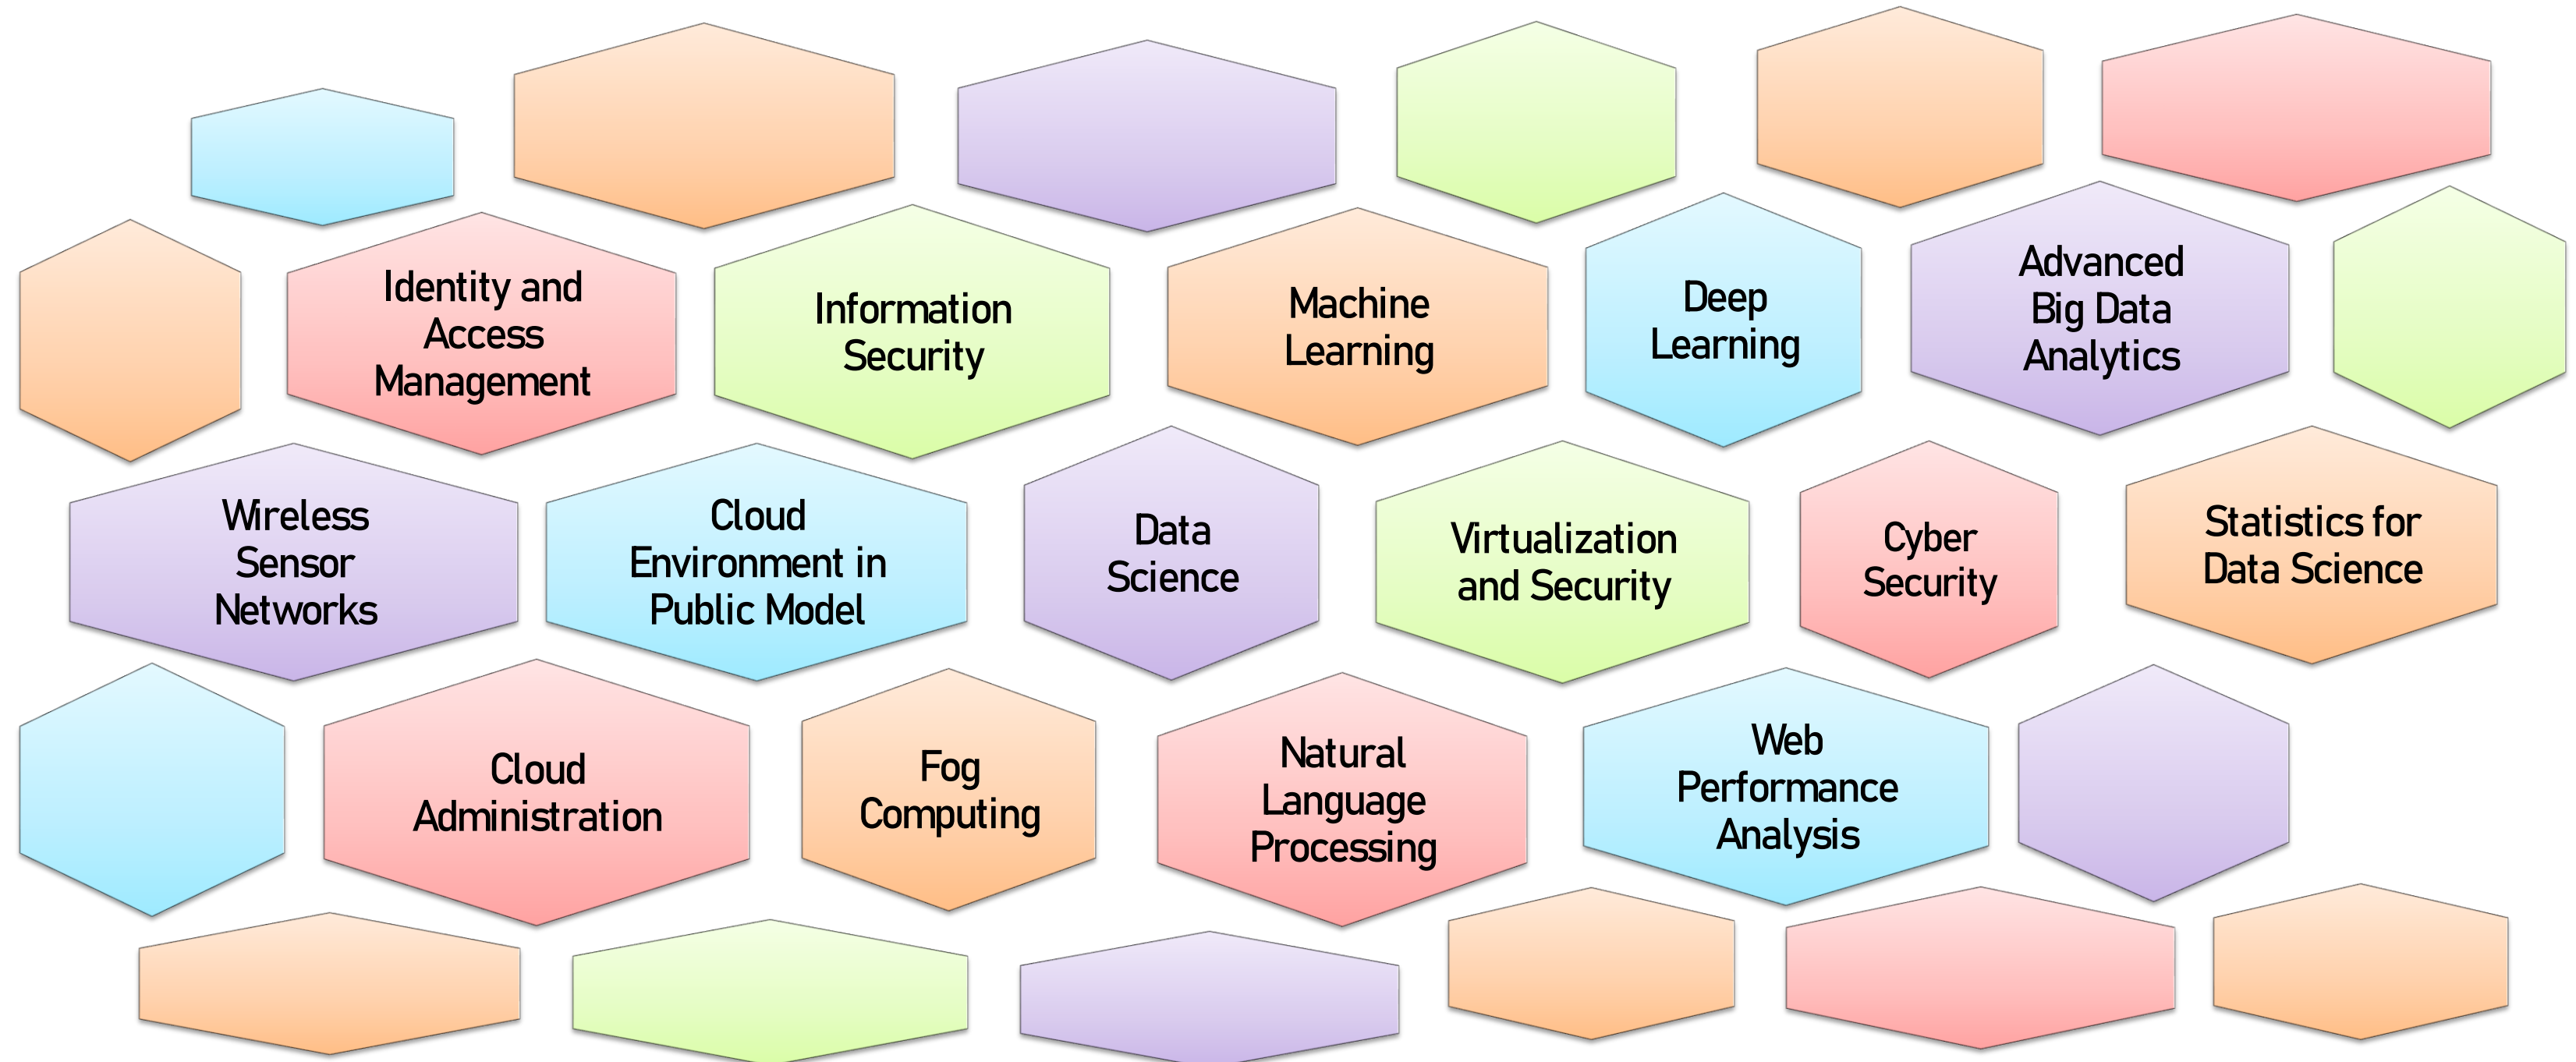 Identity and
Access
Management
Information
Security
Machine
Learning
Deep
Learning
Advanced
Big Data
Analytics
Wireless
Sensor
Networks
Cloud
Environment in
Public Model
Data
Science
Virtualization
and Security
Cyber
Security
Statistics for
Data Science
Cloud
Administration
Fog
Computing
Natural
Language
Processing
Web
Performance
Analysis